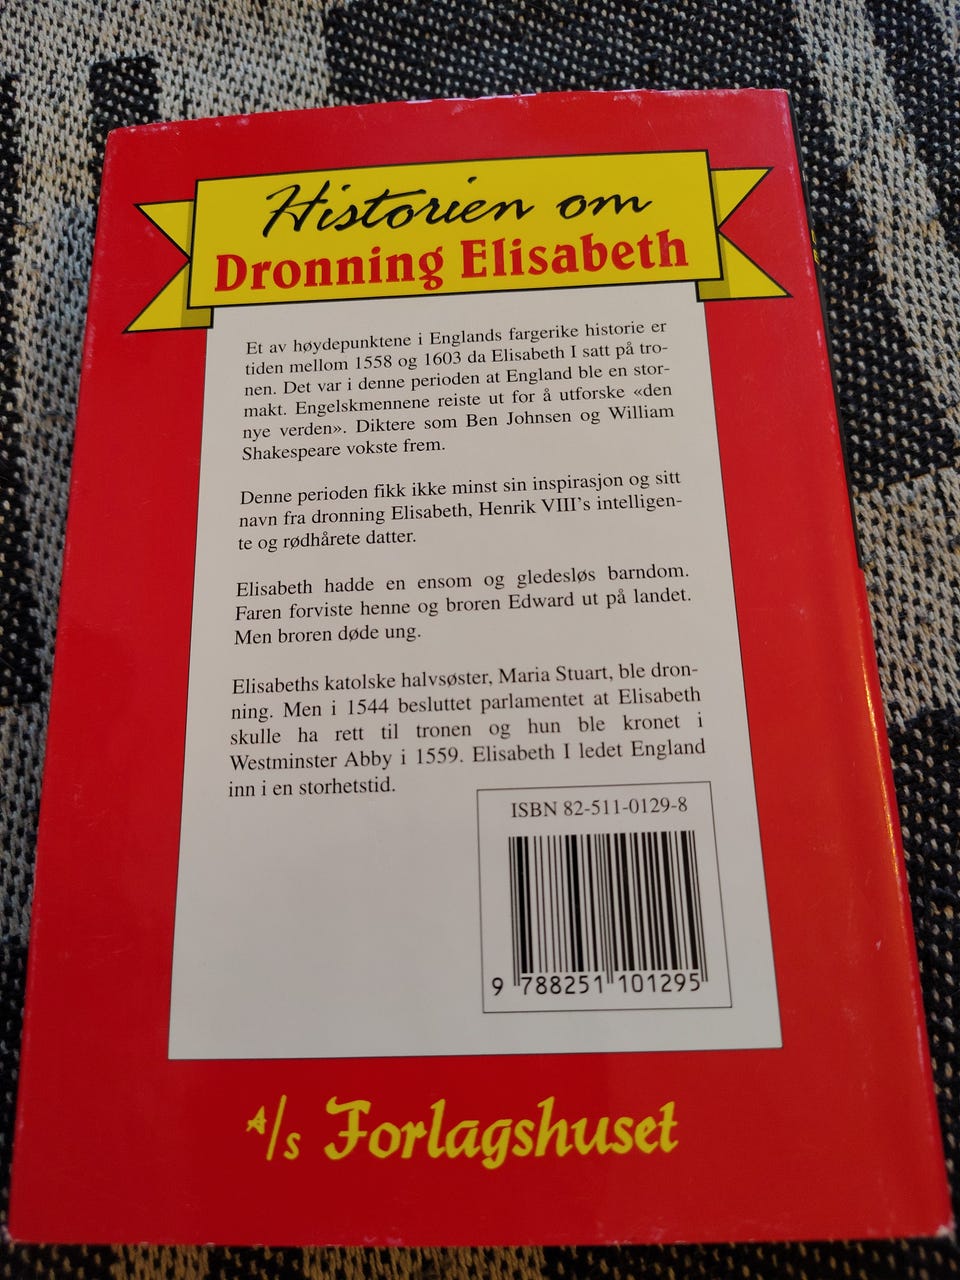 Historien om
Dronning Elisabeth
Et av høydepunktene i Englands fargerike historie er
tiden mellom 1558 og 1603 da Elisabeth I satt på tro-
nen. Det var i denne perioden at England ble en stor-
makt. Engelskmennene reiste ut for å utforske «den
nye verden». Diktere som Ben Johnsen og William
Shakespeare vokste frem.
Denne perioden fikk ikke minst sin inspirasjon og sitt
navn fra dronning Elisabeth, Henrik VIII's intelligen-
te og rødhårete datter.
Elisabeth hadde en ensom og gledesløs barndom.
Faren forviste henne og broren Edward ut på landet.
Men broren døde ung.
Elisabeths katolske halvsøster, Maria Stuart, ble dron-
ning. Men i 1544 besluttet parlamentet at Elisabeth
skulle ha rett til tronen og hun ble kronet i
Westminster Abby i 1559. Elisabeth I ledet England
inn i en storhetstid.
ISBN 82-511-0129-8
9 788251 101295
A/s Forlagshuset